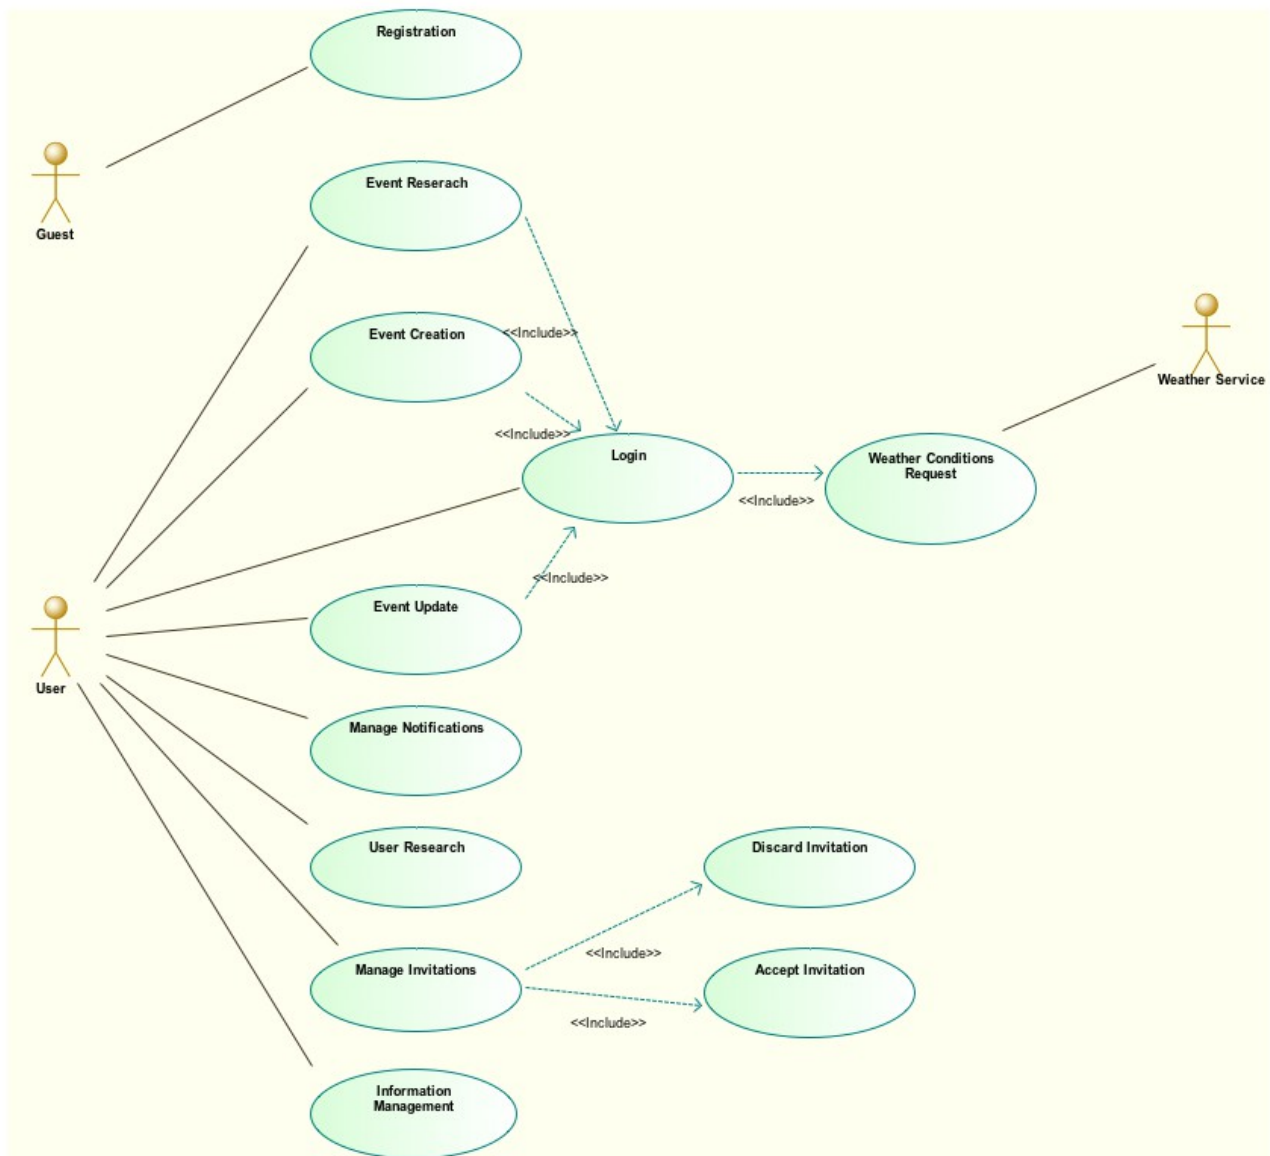 Registration
Guest
Event Reserach
Event Creation
<<Include>>
Weather Service
<<Include>>
Login
Weather Conditions
Request
<<Include>>
<<Include>>
Event Update
User
Manage Notifications
User Research
Discard Invitation
<<Include>>
Manage Invitations
Accept Invitation
<<Include>>
Information
Management